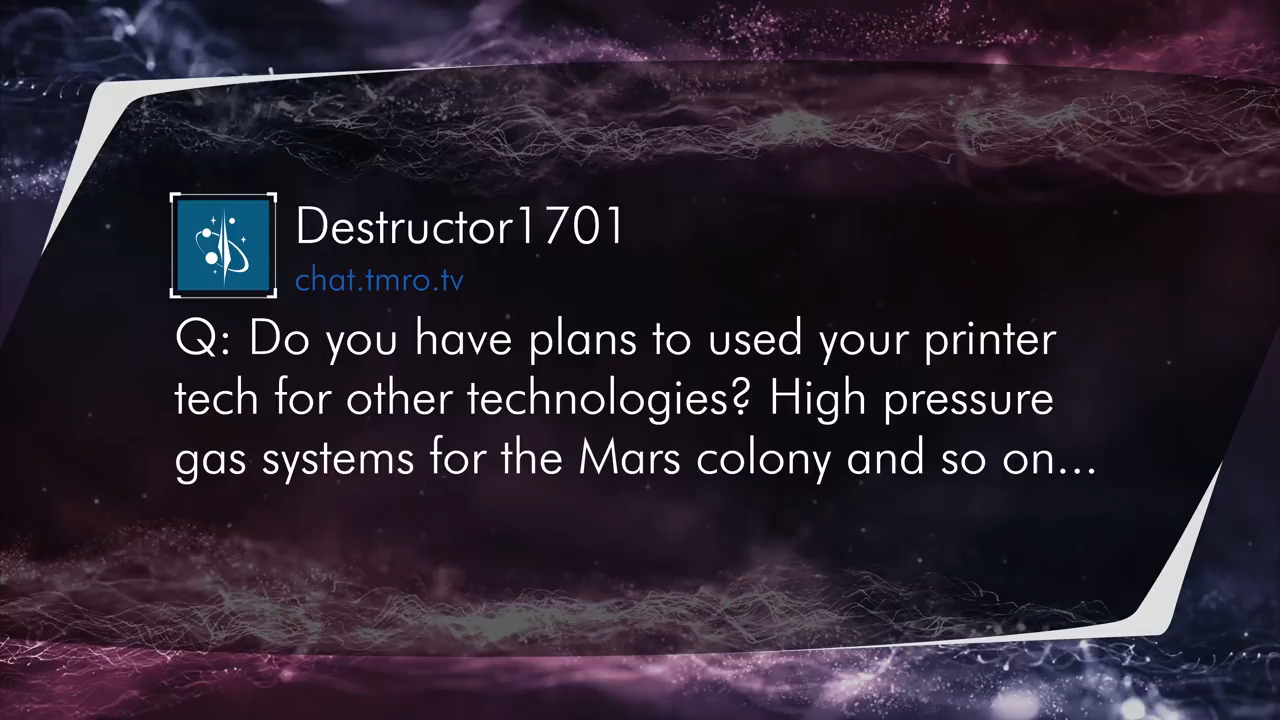 Destructor1701
chat.tmro.tv
Q: Do you have plans to used your printer
tech for other technologies? High pressure
gas systems for the Mars colony and so on...